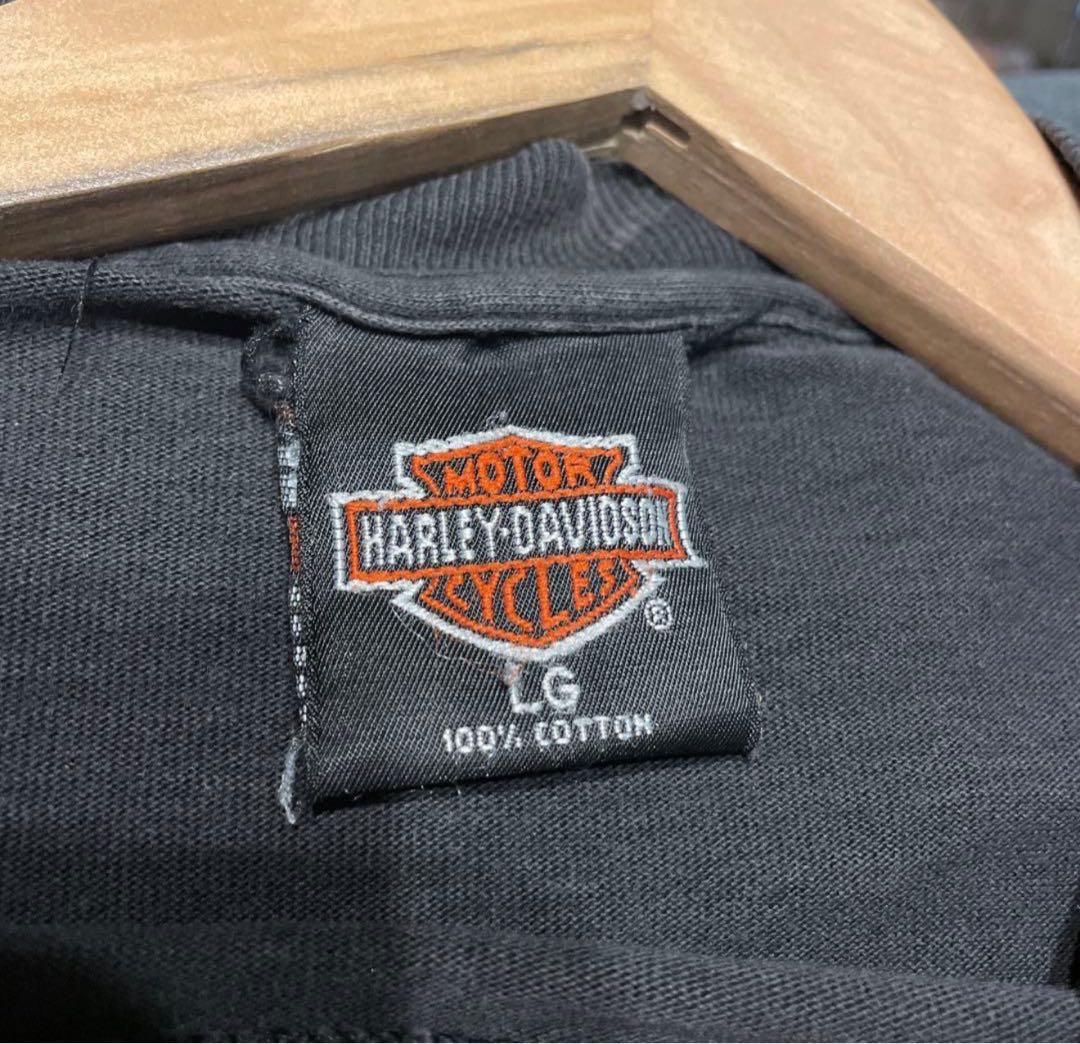 MOTOR
HARLEY-DAVIDSON
CYCLES
®
LG
100% COTTON